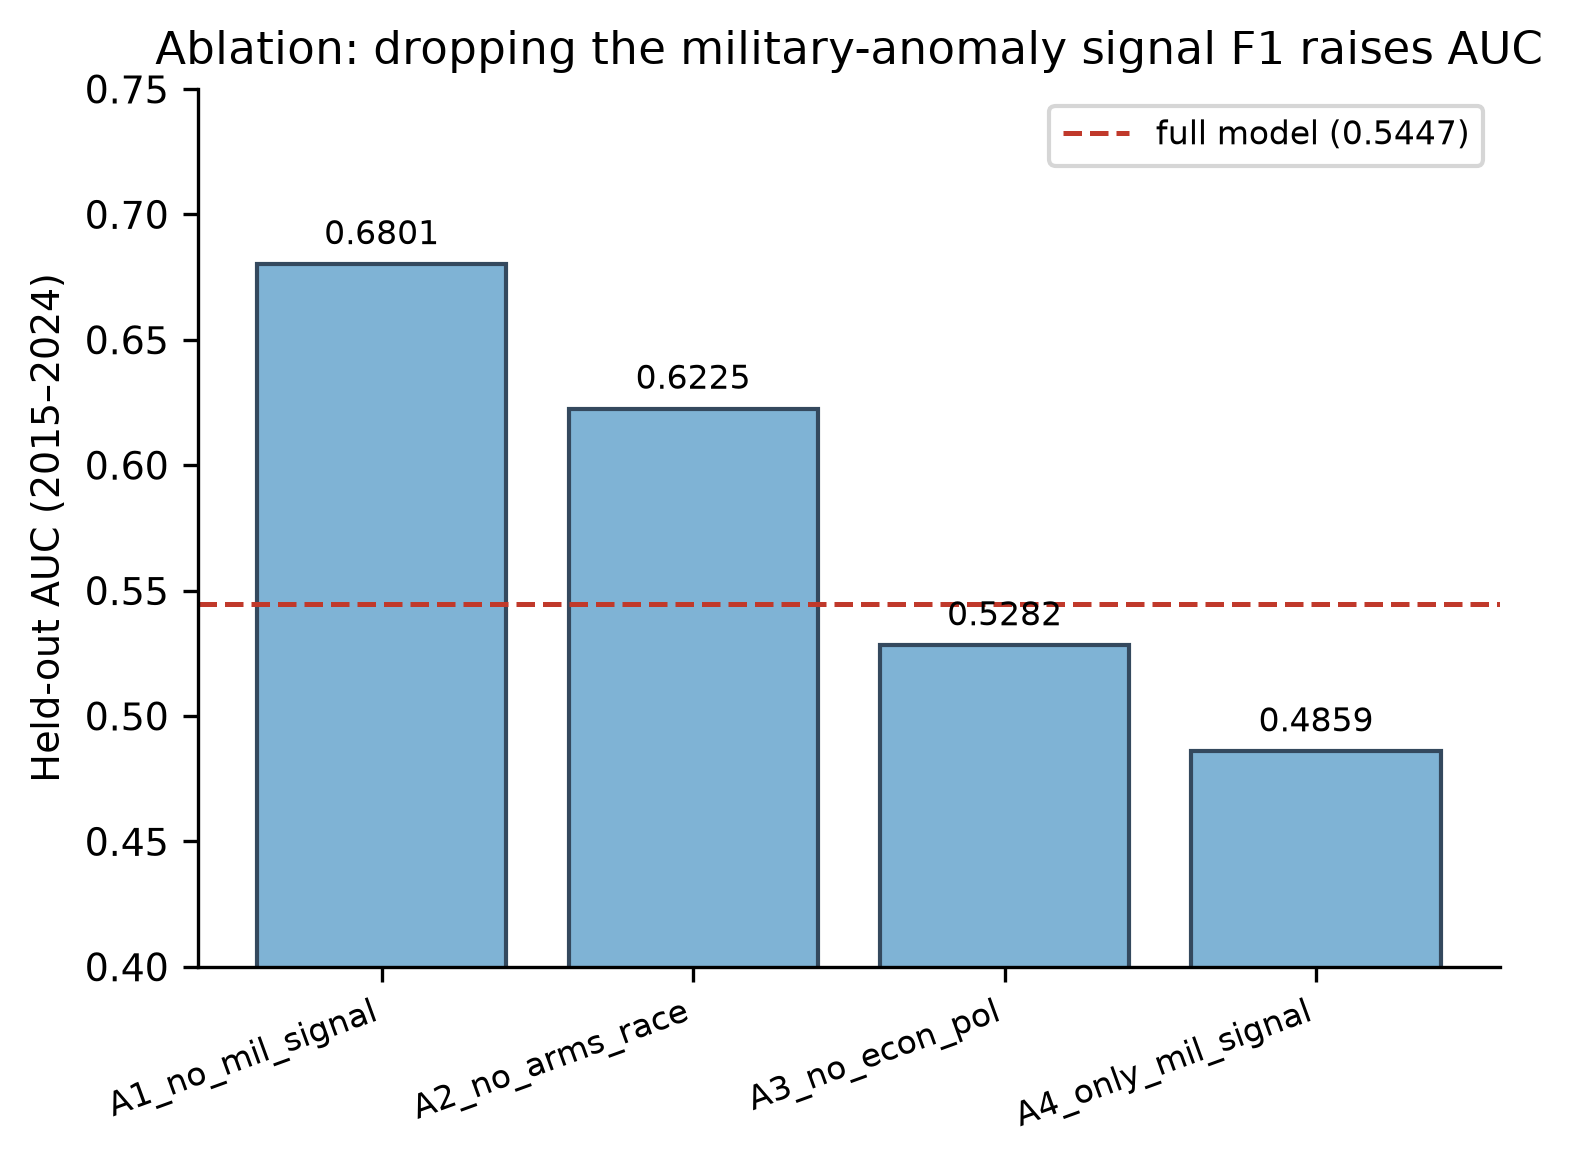 Ablation: dropping the military-anomaly signal F1 raises AUC
full model (0.5447)
Held-out AUC (2015–2024)
0.75
0.70
0.65
0.60
0.55
0.50
0.45
0.40
0.6801
0.6225
0.5282
0.4859
A1_no_mil_signal
A2_no_arms_race
A3_no_econ_pol
A4_only_mil_signal